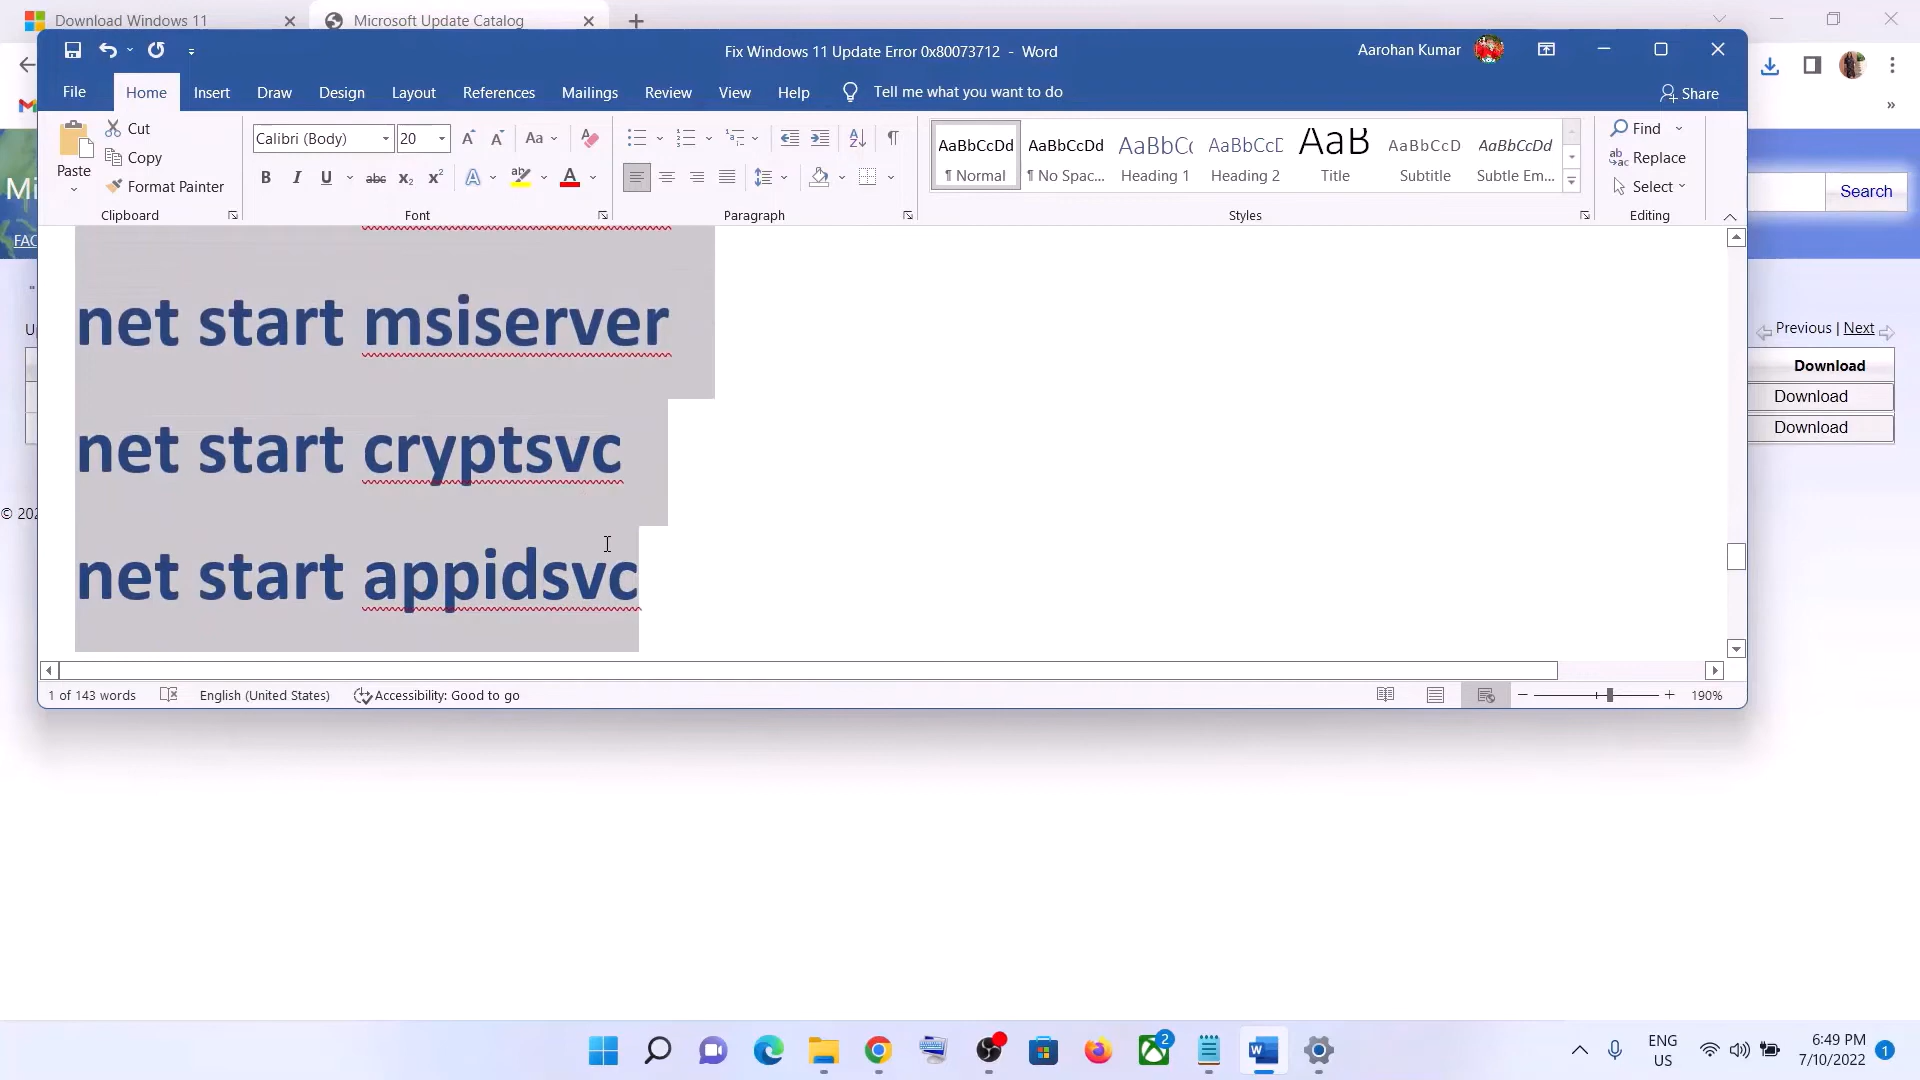 Download Windows 11
Microsoft Update Catalog
Fix Windows 11 Update Error 0x80073712 - Word
Aarohan Kumar
File
Home
Insert
Draw
Design
Layout
References
Mailings
Review
View
Help
Tell me what you want to do
Share
Paste
Cut
Copy
Format Painter
Clipboard
Calibri (Body)
20
Font
Paragraph
AaBbCcDd
¶ Normal
AaBbCcDd
¶ No Spac...
AaBbCc
Heading 1
AaBbCcD
Heading 2
AaB
Title
AaBbCcD
Subtitle
AaBbCcDd
Subtle Em...
Styles
Find
Replace
Select
Editing
Search
FAQ
Previous | Next
Download
Download
Download
© 202
net start msiserver
net start cryptsvc
net start appidsvc
1 of 143 words
English (United States)
Accessibility: Good to go
190%
2
ENG
US
6:49 PM
7/10/2022
1